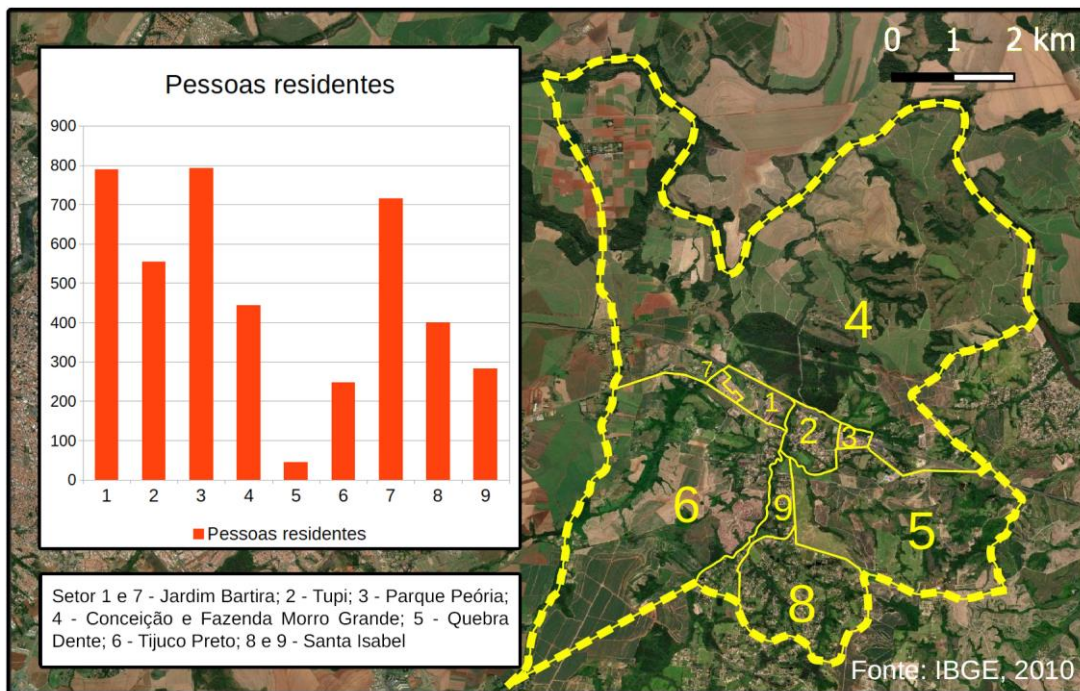 Pessoas residentes
900
800
700
600
500
400
300
200
100
0
1 2 3 4 5 6 7 8 9
Pessoas residentes
Setor 1 e 7 - Jardim Bartira; 2 - Tupi; 3 - Parque Peória;
4 - Conceição e Fazenda Morro Grande; 5 - Quebra
Dente; 6 - Tijuco Preto; 8 e 9 - Santa Isabel
0 1 2 km
4
7
1
2
3
6
9
5
8
Fonte: IBGE, 2010